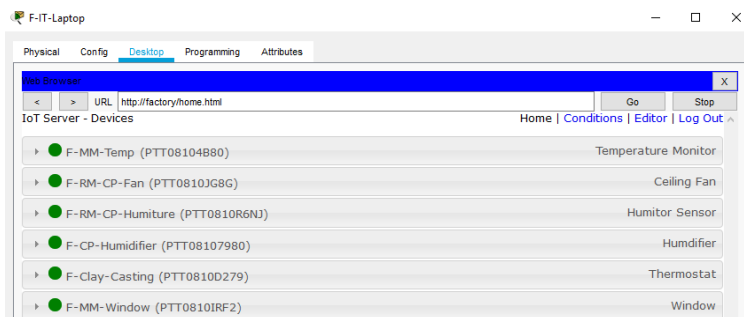 F-IT-Laptop
Physical Config Desktop Programming Attributes
Web Browser X
< > URL http://factory/home.html Go Stop
IoT Server - Devices Home | Conditions | Editor | Log Out
F-MM-Temp (PTT08104B80) Temperature Monitor
F-RM-CP-Fan (PTT0810JG8G) Ceiling Fan
F-RM-CP-Humiture (PTT0810R6NJ) Humitor Sensor
F-CP-Humidifier (PTT08107980) Humdifier
F-Clay-Casting (PTT0810D279) Thermostat
F-MM-Window (PTT0810IRF2) Window